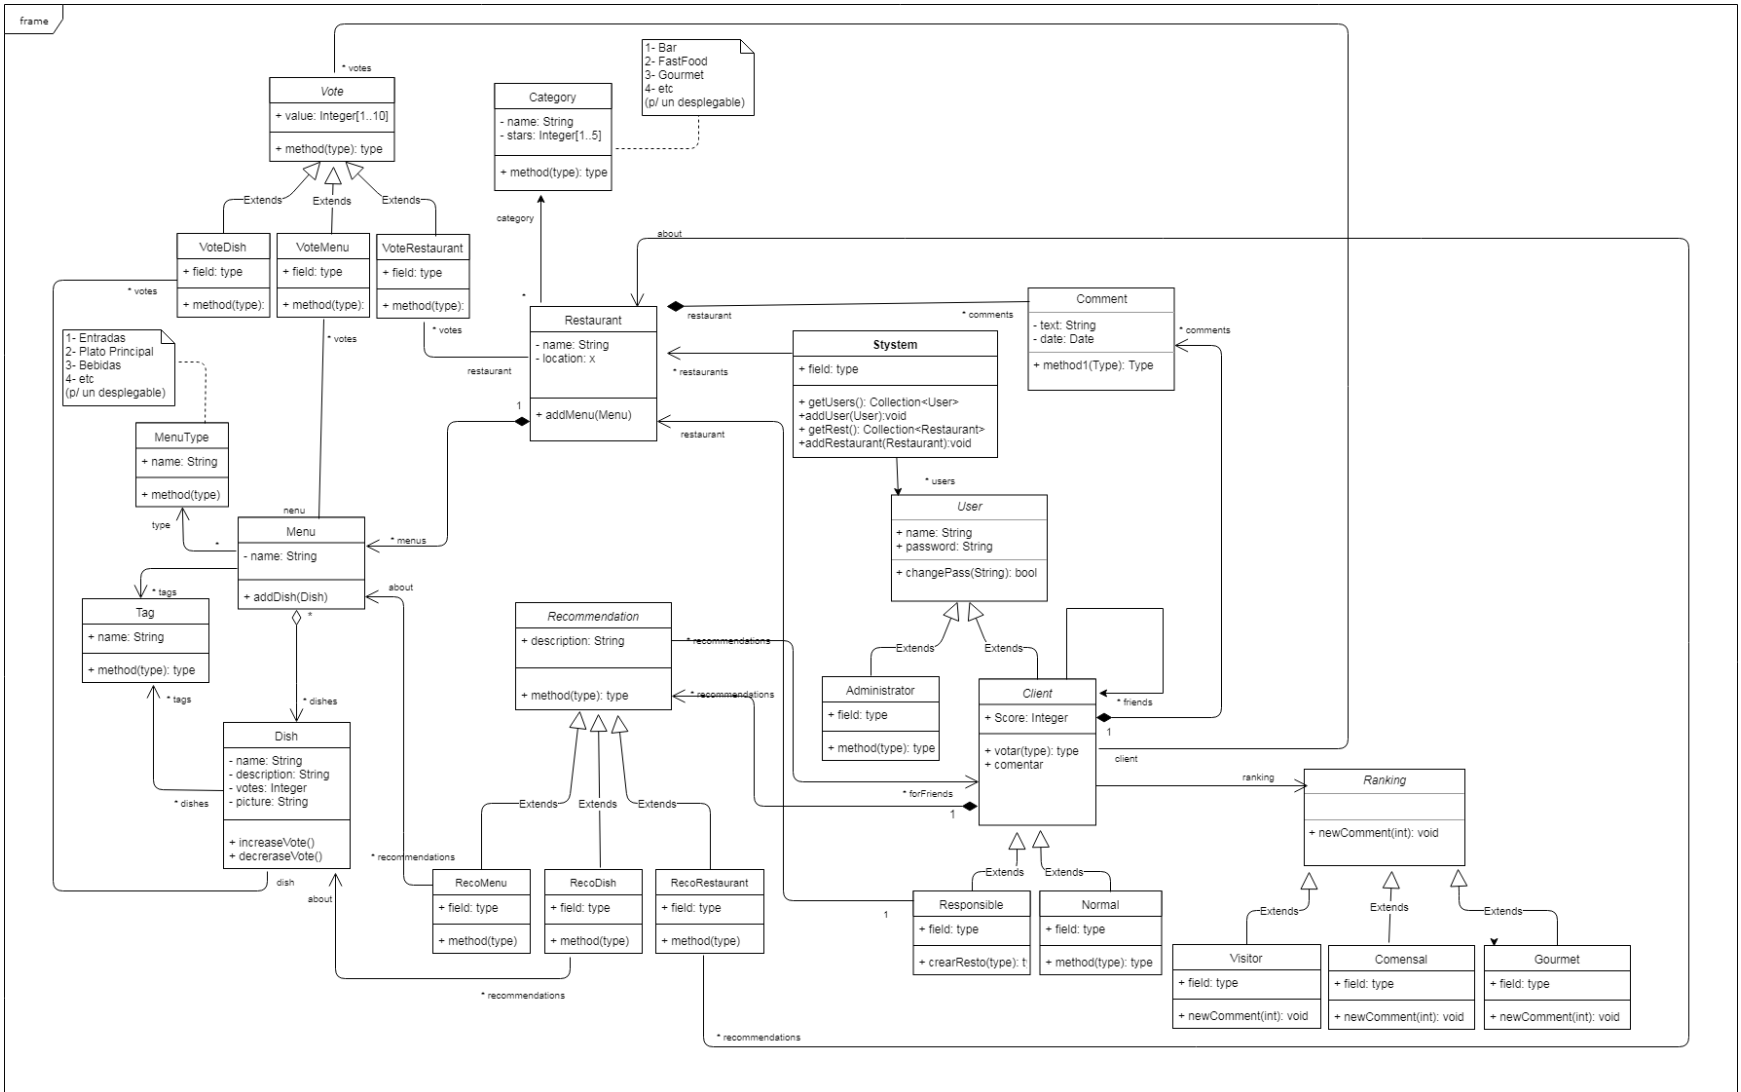 frame
* votes
Vote
+ value: Integer[1..10]
+ method(type): type
Extends
Extends
Extends
VoteDish
+ field: type
+ method(type):
VoteMenu
+ field: type
+ method(type):
VoteRestaurant
+ field: type
+ method(type):
* votes
* votes
* votes
Category
- name: String
- stars: Integer[1..5]
+ method(type): type
1- Bar
2- FastFood
3- Gourmet
4- etc
(p/ un desplegable)
category
*
about
Restaurant
- name: String
- location: x
+ addMenu(Menu)
restaurant
restaurant
* comments
Comment
- text: String
- date: Date
+ method1(Type): Type
* comments
Stystem
+ field: type
+ getUsers(): Collection<User>
+addUser(User):void
+ getRest(): Collection<Restaurant>
+addRestaurant(Restaurant):void
* restaurants
restaurant
1
* users
1- Entradas
2- Plato Principal
3- Bebidas
4- etc
(p/ un desplegable)
MenuType
+ name: String
+ method(type)
type
*
nenu
Menu
- name: String
+ addDish(Dish)
* menus
about
* tags
*
Tag
+ name: String
+ method(type): type
* tags
* dishes
* dishes
Dish
- name: String
- description: String
- votes: Integer
- picture: String
+ increaseVote()
+ decreraseVote()
dish
about
User
+ name: String
+ password: String
+ changePass(String): bool
Extends
Extends
Recommendation
+ description: String
+ method(type): type
* recommendations
* recommendations
Administrator
+ field: type
+ method(type): type
Client
+ Score: Integer
+ votar(type): type
+ comentar
* friends
1
client
* forFriends
1
ranking
Ranking
+ newComment(int): void
Extends
Extends
Extends
* recommendations
RecoMenu
+ field: type
+ method(type)
RecoDish
+ field: type
+ method(type)
RecoRestaurant
+ field: type
+ method(type)
* recommendations
* recommendations
Extends
Extends
1
Responsible
+ field: type
+ crearResto(type): t
Normal
+ field: type
+ method(type): type
Extends
Extends
Extends
Visitor
+ field: type
+ newComment(int): void
Comensal
+ field: type
+ newComment(int): void
Gourmet
+ field: type
+ newComment(int): void